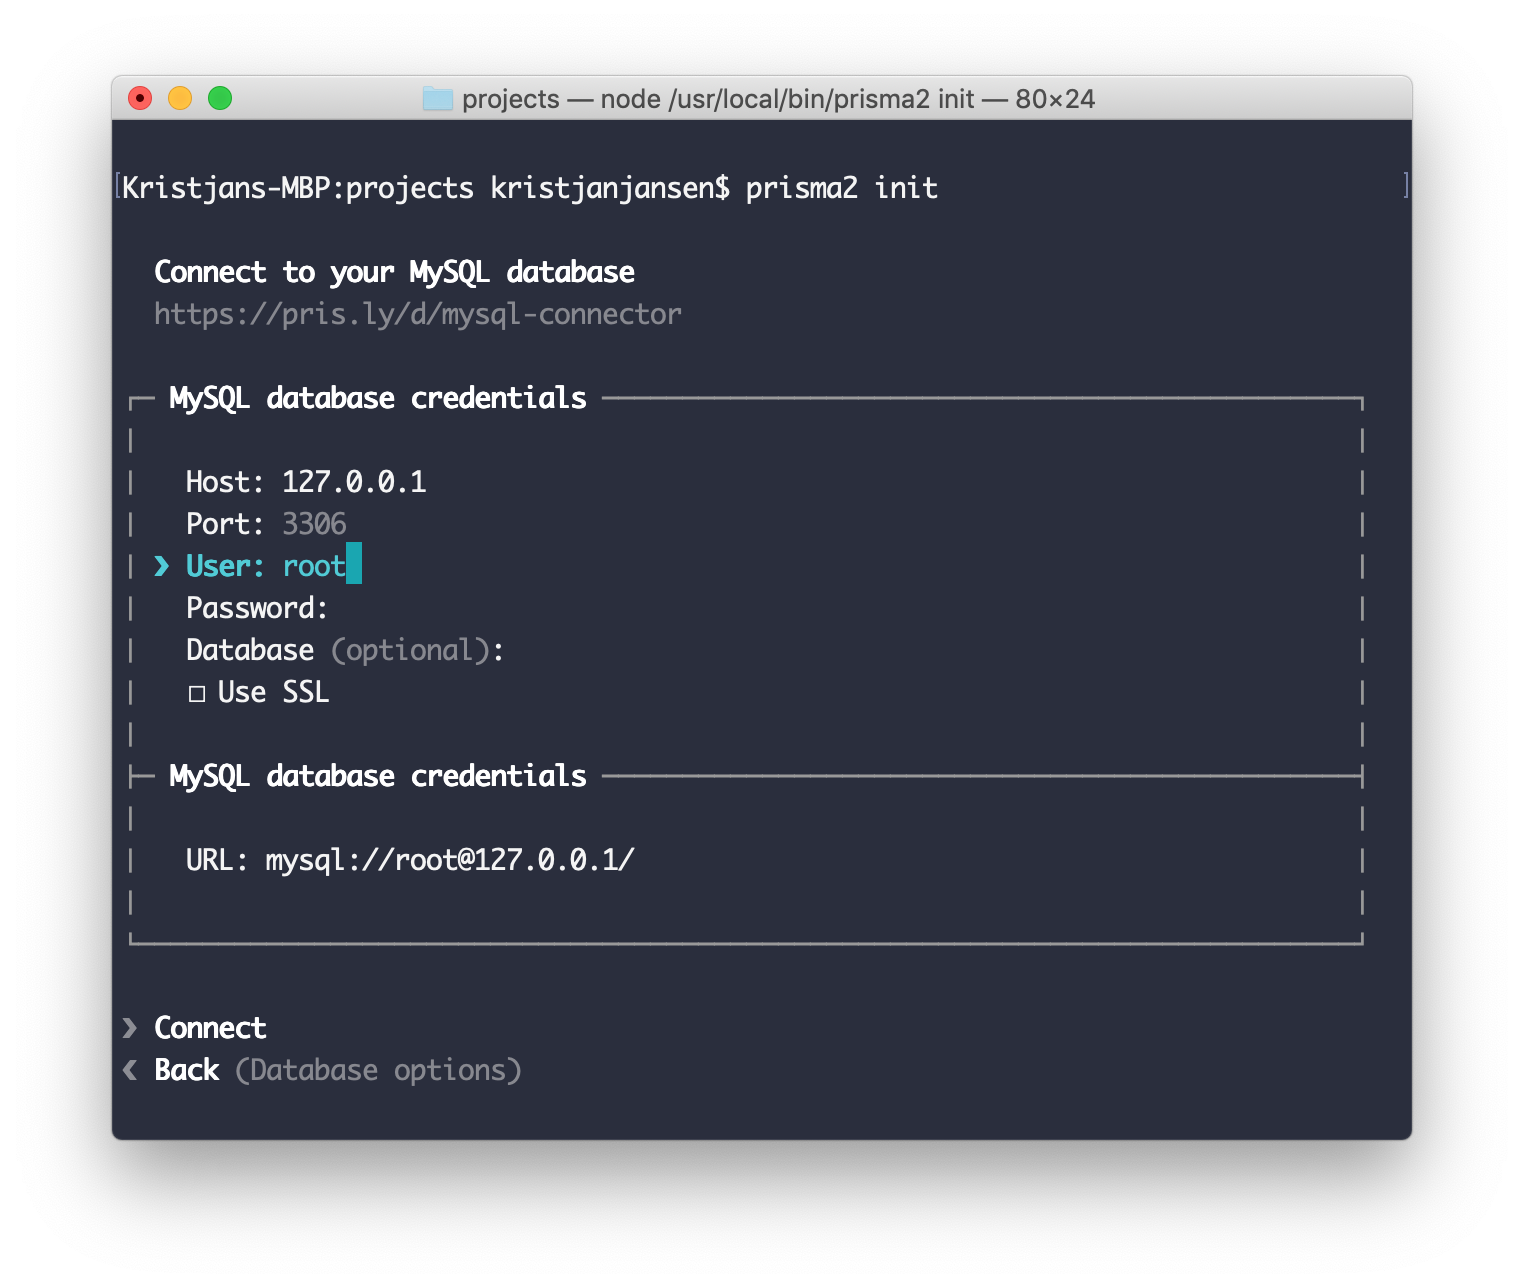 projects — node /usr/local/bin/prisma2 init — 80×24
[Kristjans-MBP:projects kristjanjansen$ prisma2 init ]
Connect to your MySQL database
https://pris.ly/d/mysql-connector
MySQL database credentials
Host: 127.0.0.1
Port: 3306
❯ User: root
Password:
Database (optional):
□ Use SSL
MySQL database credentials
URL: mysql://root@127.0.0.1/
❯ Connect
❮ Back (Database options)